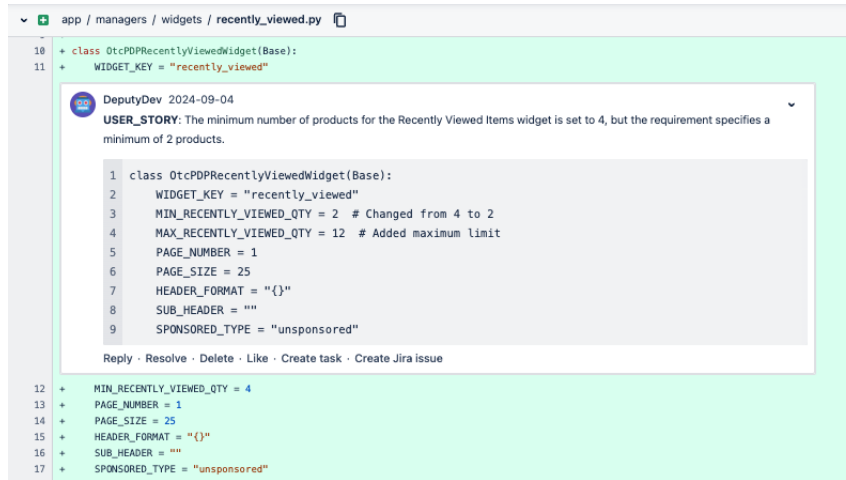 app / managers / widgets / recently_viewed.py
10 + class OtcPDPRecentlyViewedWidget(Base):
11 + WIDGET_KEY = "recently_viewed"
DeputyDev 2024-09-04
USER_STORY: The minimum number of products for the Recently Viewed Items widget is set to 4, but the requirement specifies a
minimum of 2 products.
1 class OtcPDPRecentlyViewedWidget(Base):
2 WIDGET_KEY = "recently_viewed"
3 MIN_RECENTLY_VIEWED_QTY = 2 # Changed from 4 to 2
4 MAX_RECENTLY_VIEWED_QTY = 12 # Added maximum limit
5 PAGE_NUMBER = 1
6 PAGE_SIZE = 25
7 HEADER_FORMAT = "{}"
8 SUB_HEADER = ""
9 SPONSORED_TYPE = "unsponsored"
Reply · Resolve · Delete · Like · Create task · Create Jira issue
12 + MIN_RECENTLY_VIEWED_QTY = 4
13 + PAGE_NUMBER = 1
14 + PAGE_SIZE = 25
15 + HEADER_FORMAT = "{}"
16 + SUB_HEADER = ""
17 + SPONSORED_TYPE = "unsponsored"